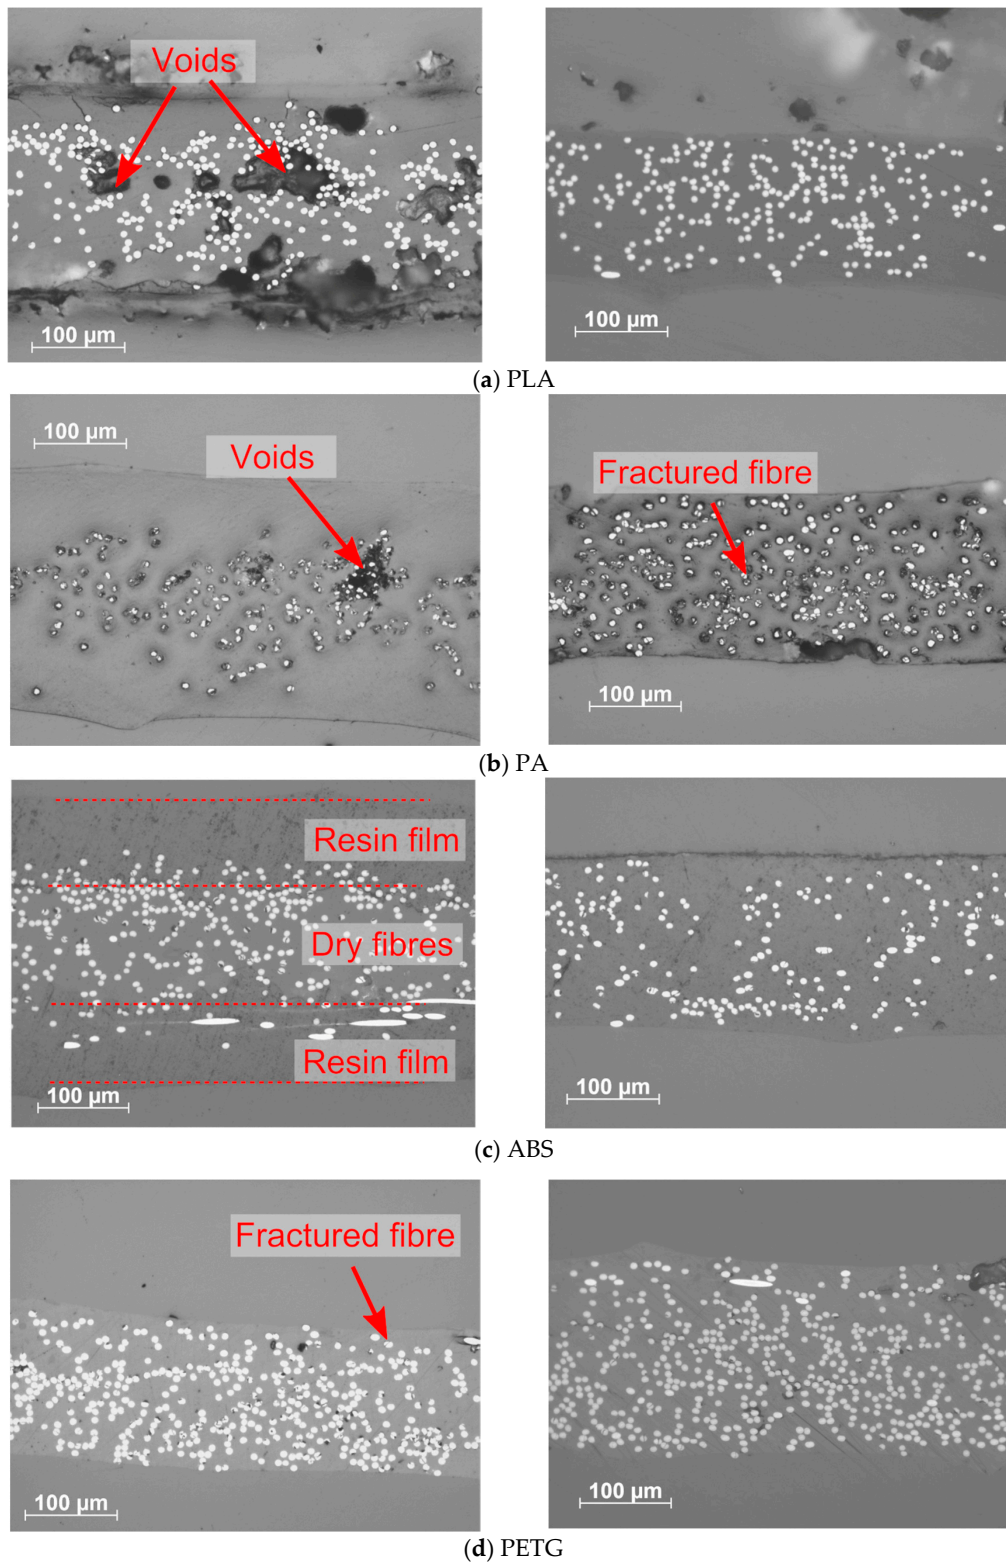 Voids
100 µm
100 µm
(a) PLA
100 µm
Voids
Fractured fibre
100 µm
(b) PA
Resin film
Dry fibres
Resin film
100 µm
100 µm
(c) ABS
Fractured fibre
100 µm
100 µm
(d) PETG